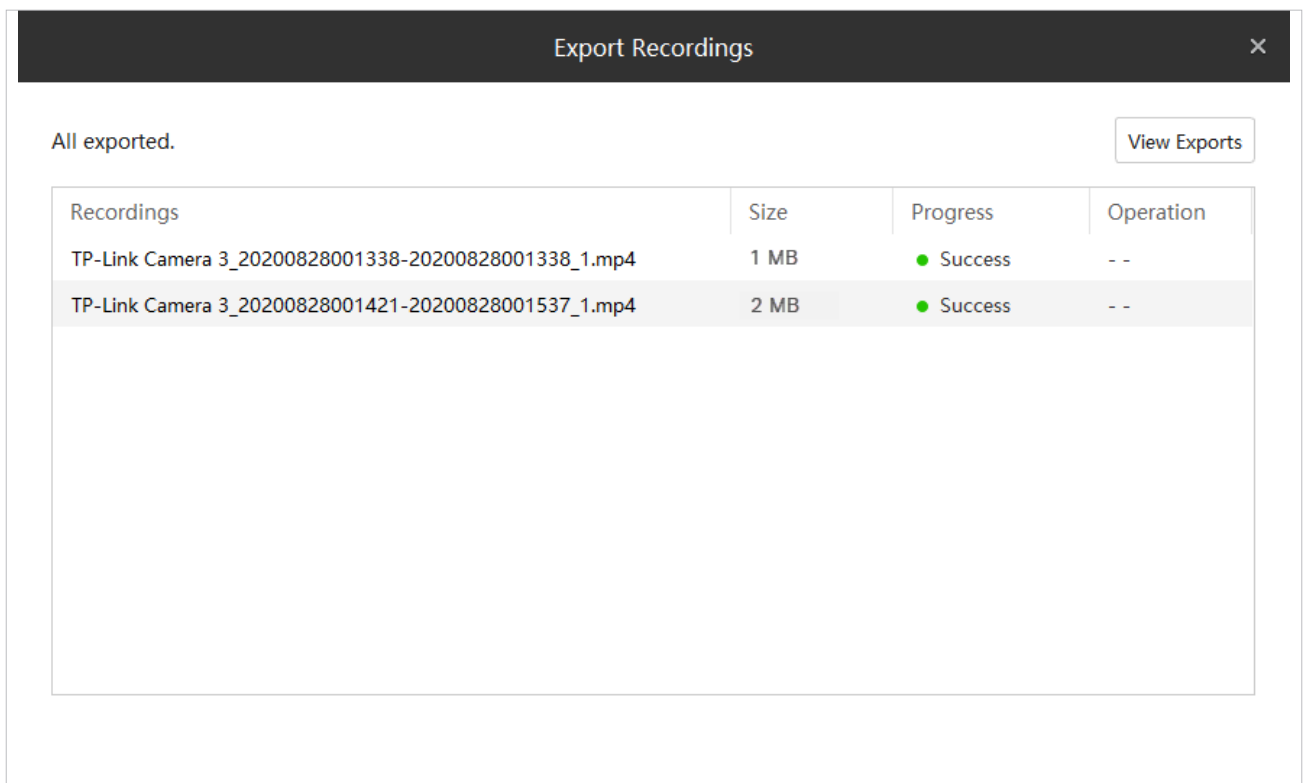 Export Recordings ×
All exported.
View Exports
Recordings Size Progress Operation
TP-Link Camera 3_20200828001338-20200828001338_1.mp4 1 MB Success - -
TP-Link Camera 3_20200828001421-20200828001537_1.mp4 2 MB Success - -